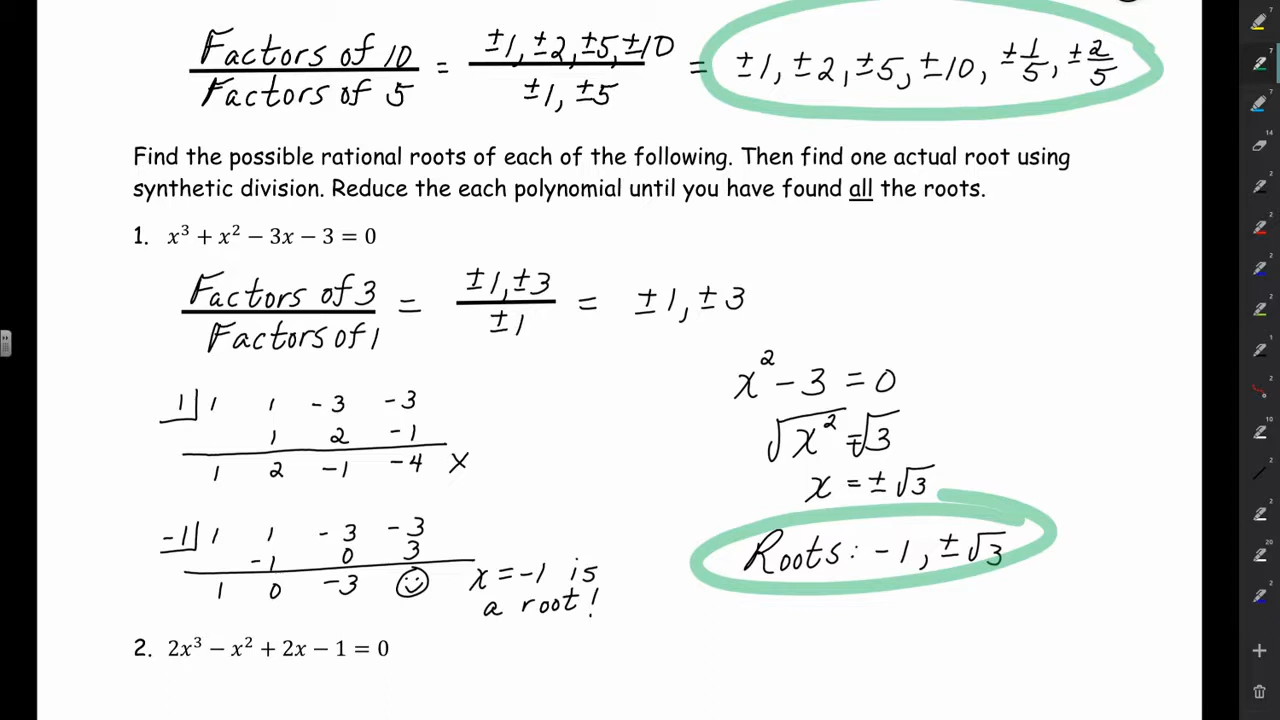 Factors of 10 / Factors of 5 = ±1, ±2, ±5, ±10 / ±1, ±5 = ±1, ±2, ±5, ±10, ±1/5, ±2/5
Find the possible rational roots of each of the following. Then find one actual root using
synthetic division. Reduce the each polynomial until you have found all the roots.
1. x³ + x² − 3x − 3 = 0
Factors of 3 / Factors of 1 = ±1, ±3 / ±1 = ±1, ±3
1| 1 1 -3 -3
1 2 -1
1 2 -1 -4 X
-1| 1 1 -3 -3
-1 0 3
1 0 -3
x = -1 is
a root!
x² - 3 = 0
√x² = ±√3
x = ±√3
Roots: -1, ±√3
2. 2x³ − x² + 2x − 1 = 0